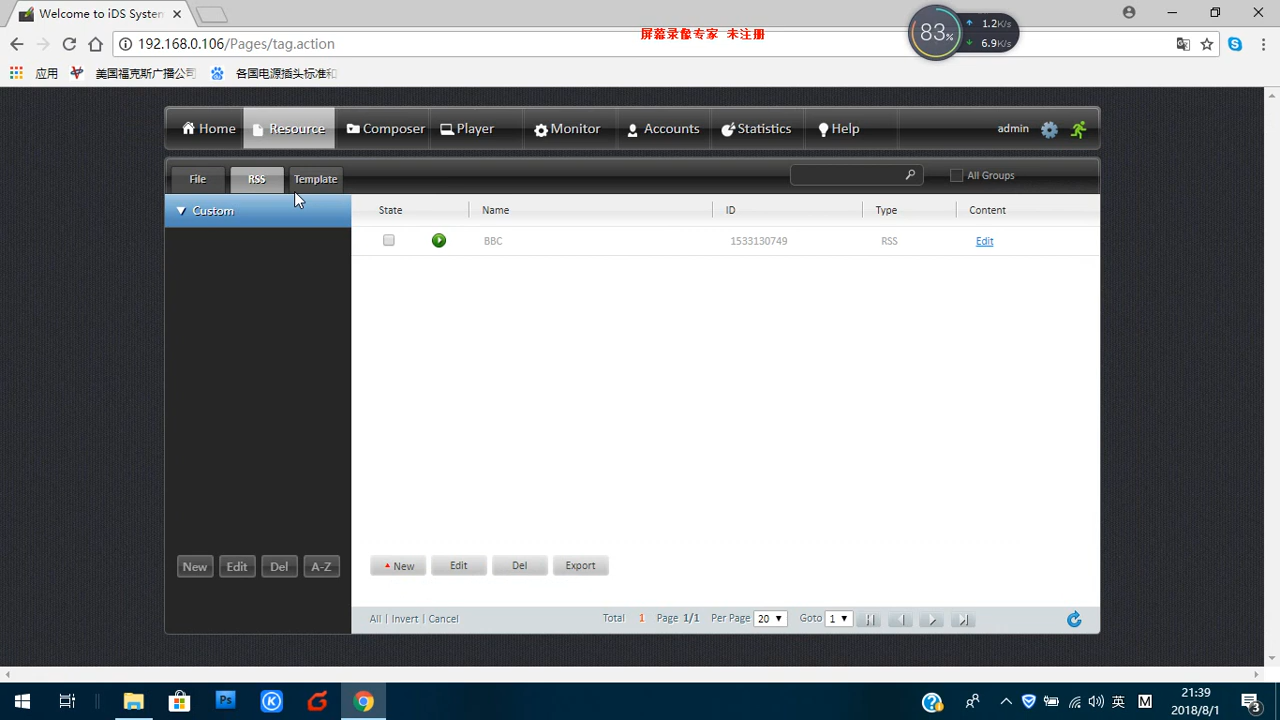 Welcome to iDS System
83%
1.2K/s
6.9K/s
屏幕录像专家 未注册
192.168.0.106/Pages/tag.action
应用 美国福克斯广播公司 各国电源插头标准和
Home Resource Composer Player Monitor Accounts Statistics Help admin
File RSS Template All Groups
Custom
State Name ID Type Content
BBC 1533130749 RSS Edit
New Edit Del A-Z
New Edit Del Export
All | Invert | Cancel Total 1 Page 1/1 Per Page 20 Goto 1
Ps K 英 M
21:39
2018/8/1
3